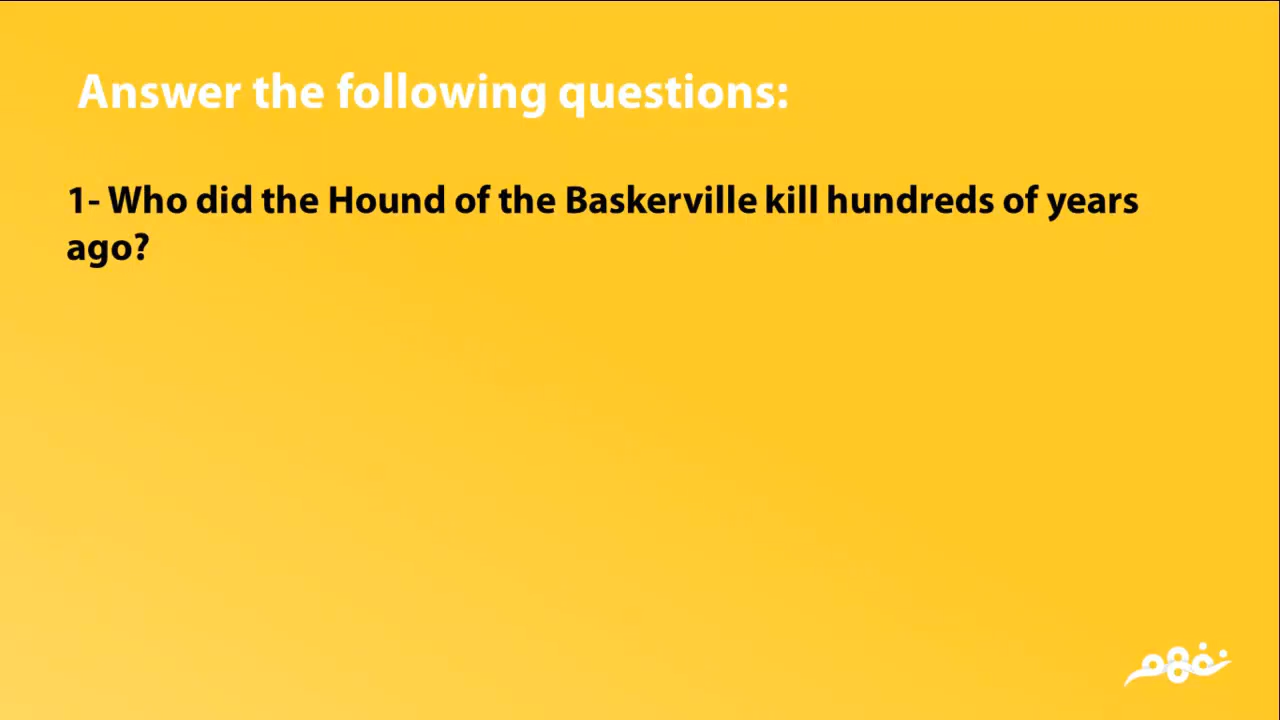 Answer the following questions:
1- Who did the Hound of the Baskerville kill hundreds of years
ago?
نفهم